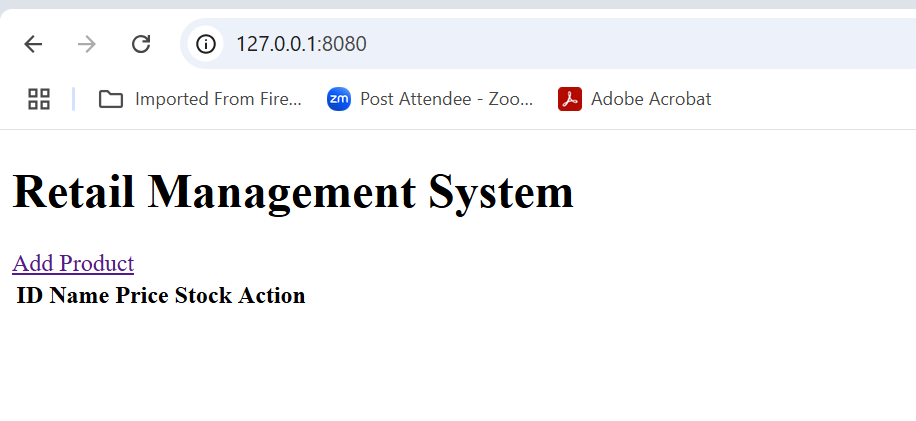 127.0.0.1:8080
Imported From Fire... zm Post Attendee - Zoo... Adobe Acrobat
Retail Management System
Add Product
ID Name Price Stock Action